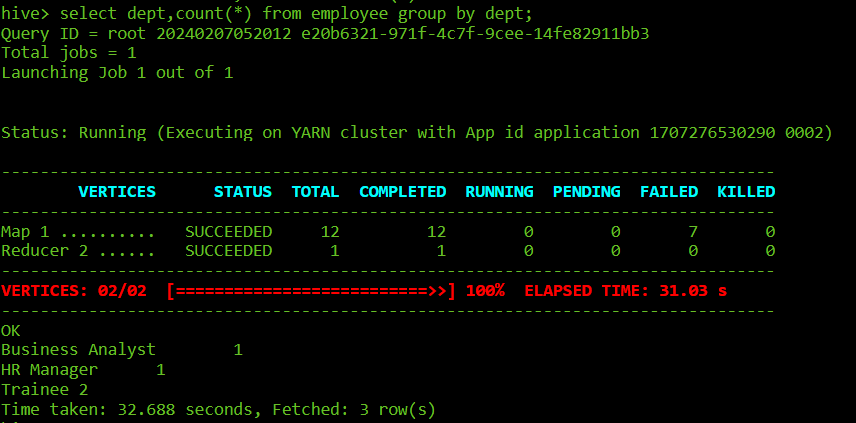 hive> select dept,count(*) from employee group by dept;
Query ID = root 20240207052012 e20b6321-971f-4c7f-9cee-14fe82911bb3
Total jobs = 1
Launching Job 1 out of 1
Status: Running (Executing on YARN cluster with App id application 1707276530290 0002)
--------------------------------------------------------------------------------
VERTICES STATUS TOTAL COMPLETED RUNNING PENDING FAILED KILLED
--------------------------------------------------------------------------------
Map 1 .......... SUCCEEDED 12 12 0 0 7 0
Reducer 2 ...... SUCCEEDED 1 1 0 0 0 0
--------------------------------------------------------------------------------
VERTICES: 02/02 [==========================>>] 100% ELAPSED TIME: 31.03 s
--------------------------------------------------------------------------------
OK
Business Analyst 1
HR Manager 1
Trainee 2
Time taken: 32.688 seconds, Fetched: 3 row(s)